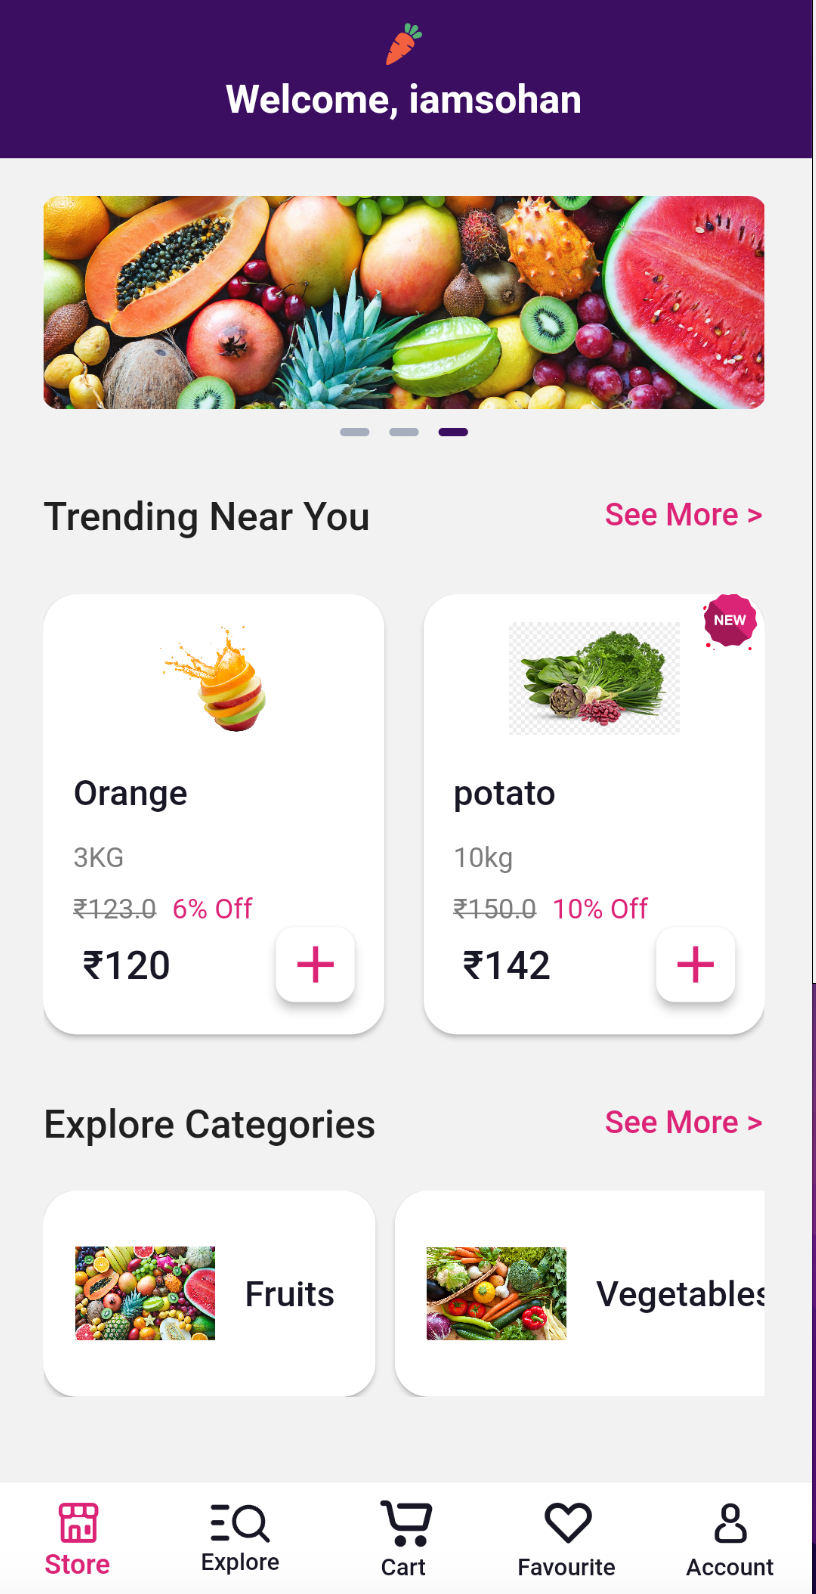 Welcome, iamsohan
Trending Near You
See More >
NEW
Orange
3KG
₹123.0 6% Off
₹120
potato
10kg
₹150.0 10% Off
₹142
Explore Categories
See More >
Fruits
Vegetables
Store
Explore
Cart
Favourite
Account